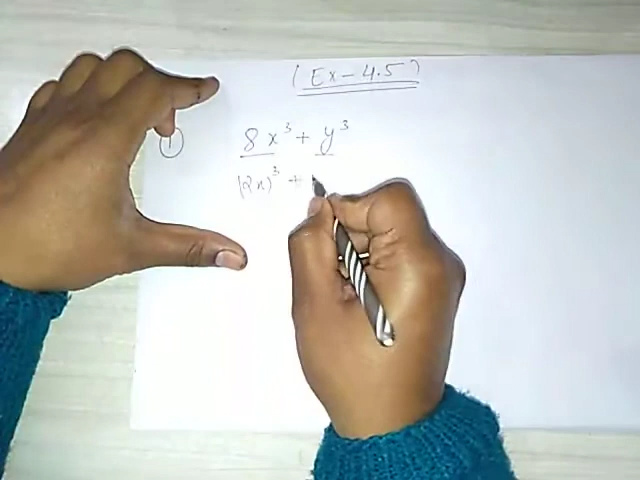 (Ex-4.5)
① 8x³ + y³
(2x)³ +